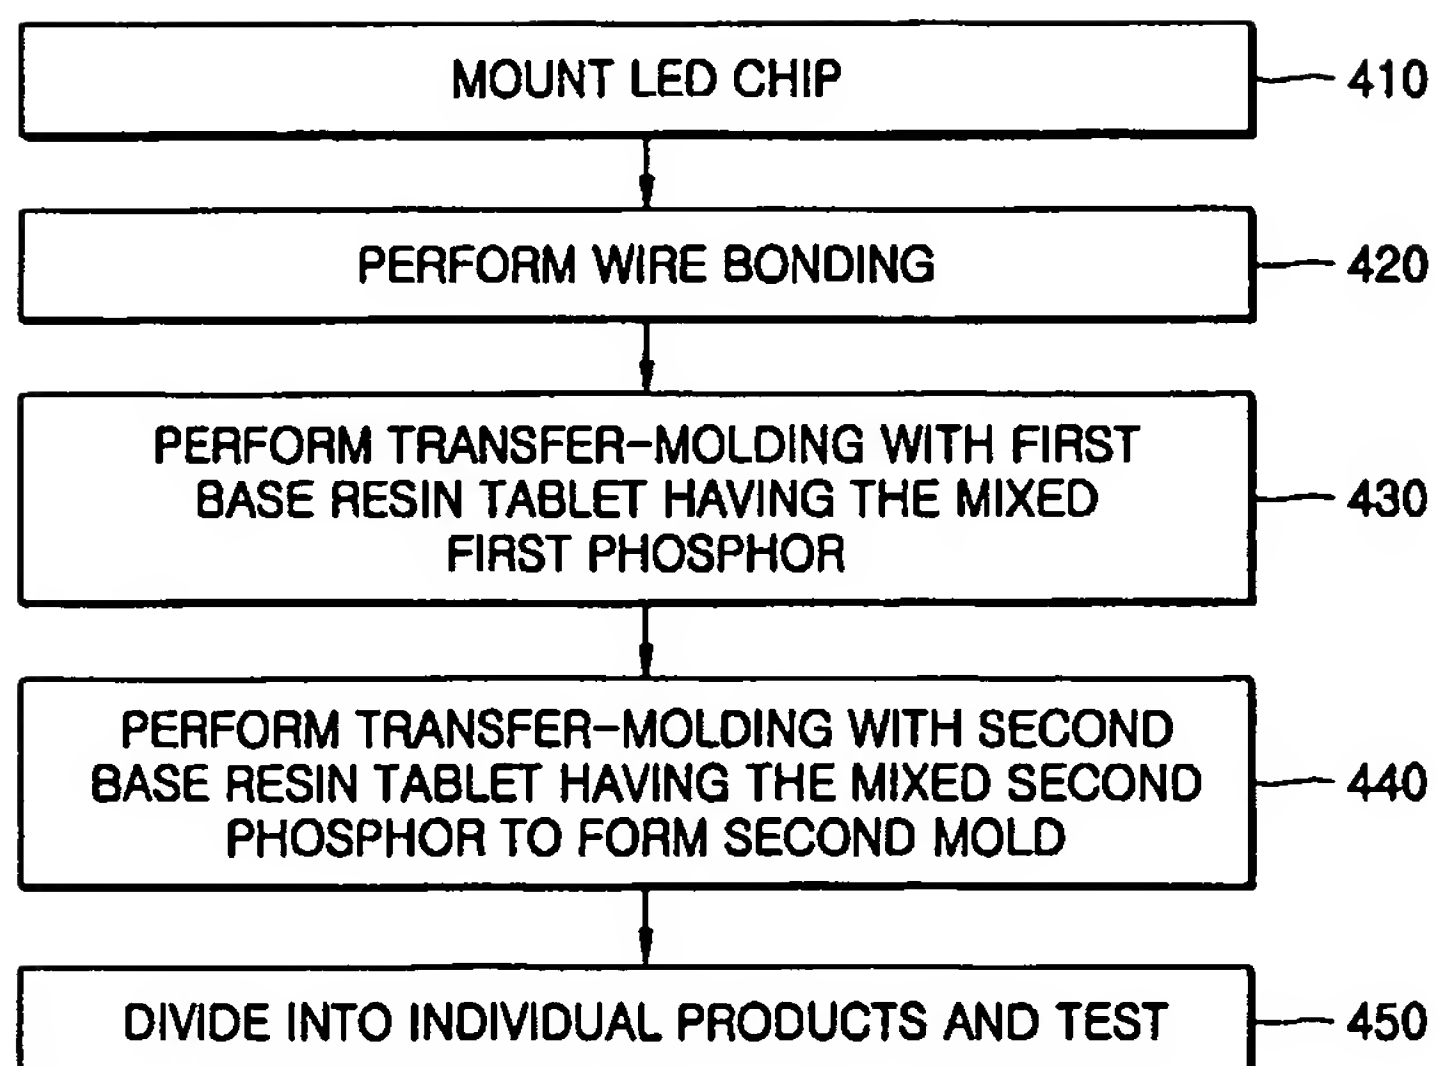 MOUNT LED CHIP
410
PERFORM WIRE BONDING
420
PERFORM TRANSFER-MOLDING WITH FIRST
BASE RESIN TABLET HAVING THE MIXED
FIRST PHOSPHOR
430
PERFORM TRANSFER-MOLDING WITH SECOND
BASE RESIN TABLET HAVING THE MIXED SECOND
PHOSPHOR TO FORM SECOND MOLD
440
DIVIDE INTO INDIVIDUAL PRODUCTS AND TEST
450